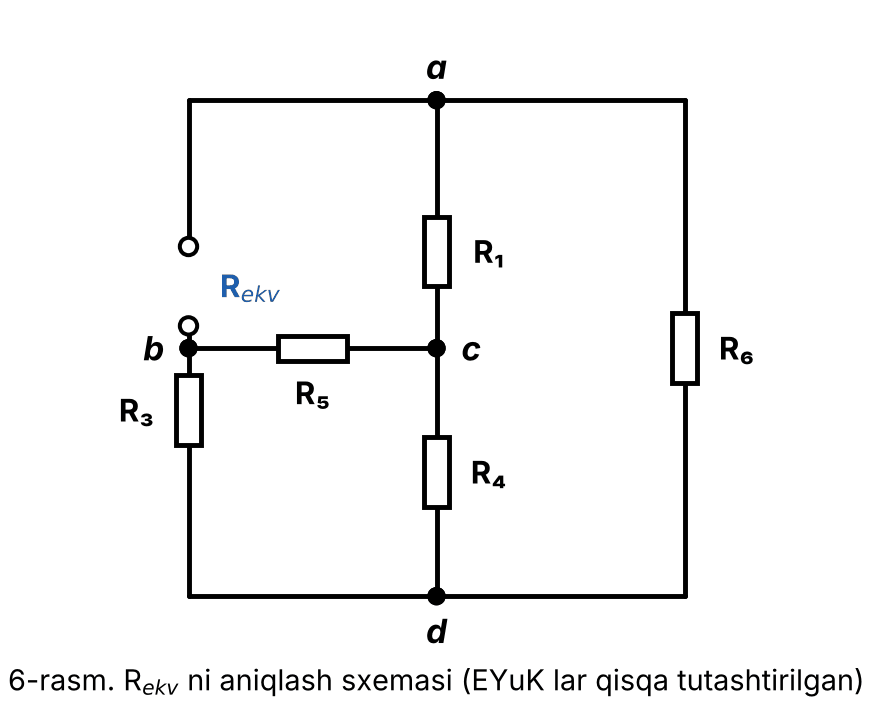 a
R₁
Rₑₖᵥ
b
c
R₆
R₅
R₃
R₄
d
6-rasm. Rₑₖᵥ ni aniqlash sxemasi (EYuK lar qisqa tutashtirilgan)